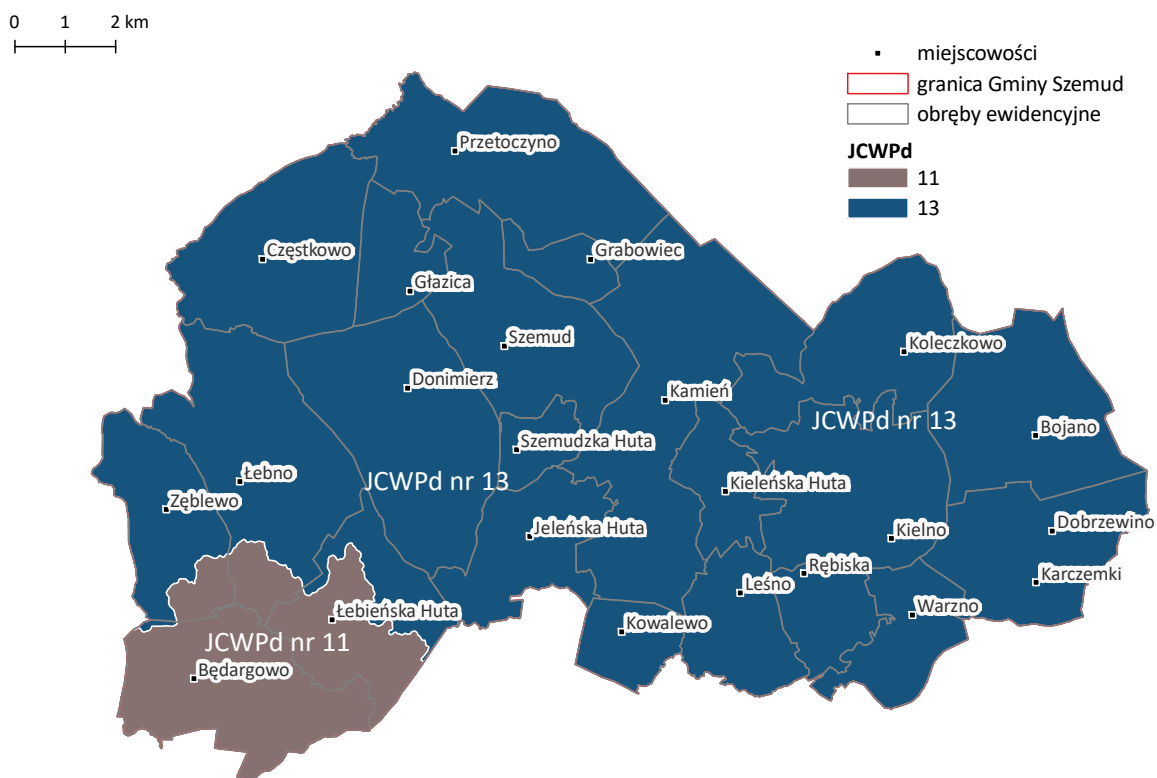 0 1 2 km
miejscowości
granica Gminy Szemud
obręby ewidencyjne
JCWPd
11
13
Przetoczyno
Częstkowo
Grabowiec
Głazica
Szemud
Koleczkowo
Donimierz
Kamień
JCWPd nr 13
Bojano
Szemudzka Huta
Łebno
JCWPd nr 13
Kieleńska Huta
Zęblewo
Jeleńska Huta
Kielno
Dobrzewino
Rębiska
Karczemki
Leśno
Łebieńska Huta
Warzno
Kowalewo
JCWPd nr 11
Będargowo